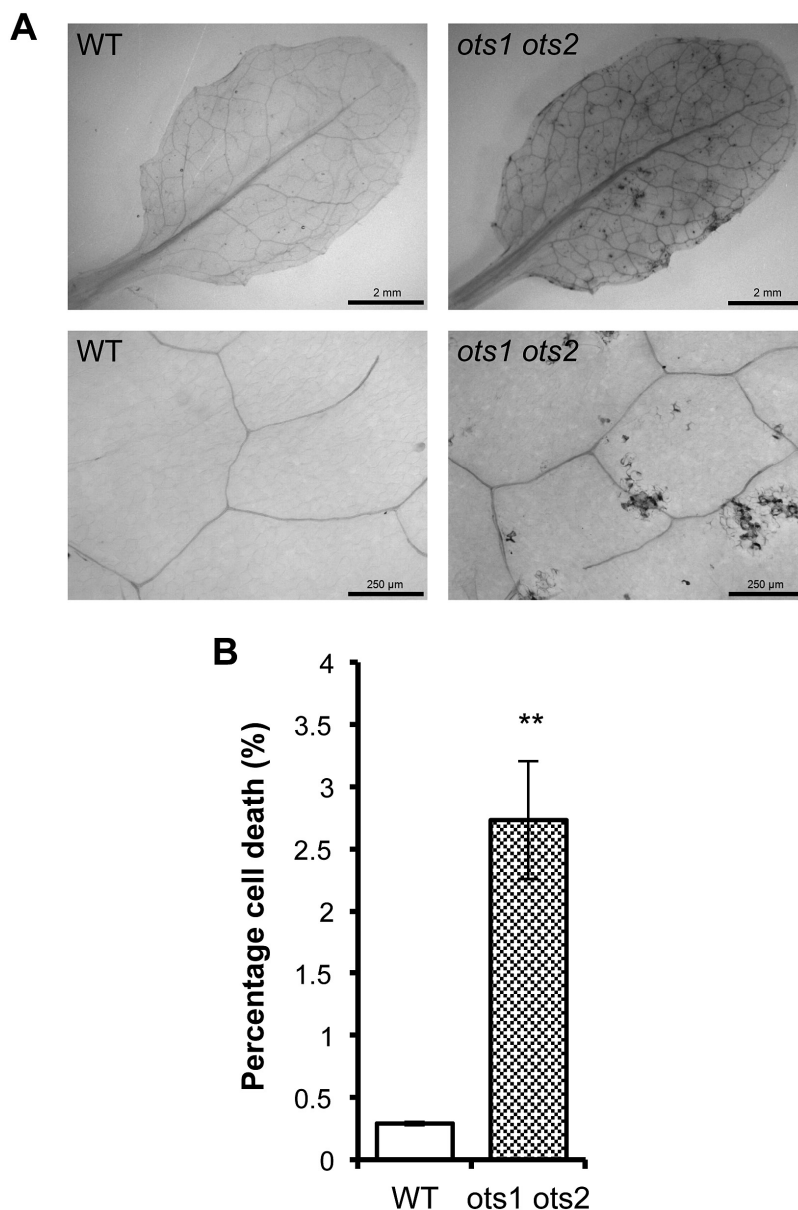 A
WT
ots1 ots2
2 mm
2 mm
WT
ots1 ots2
250 µm
250 µm
B
Percentage cell death (%)
4
3.5
3
2.5
2
1.5
1
0.5
0
**
WT
ots1 ots2